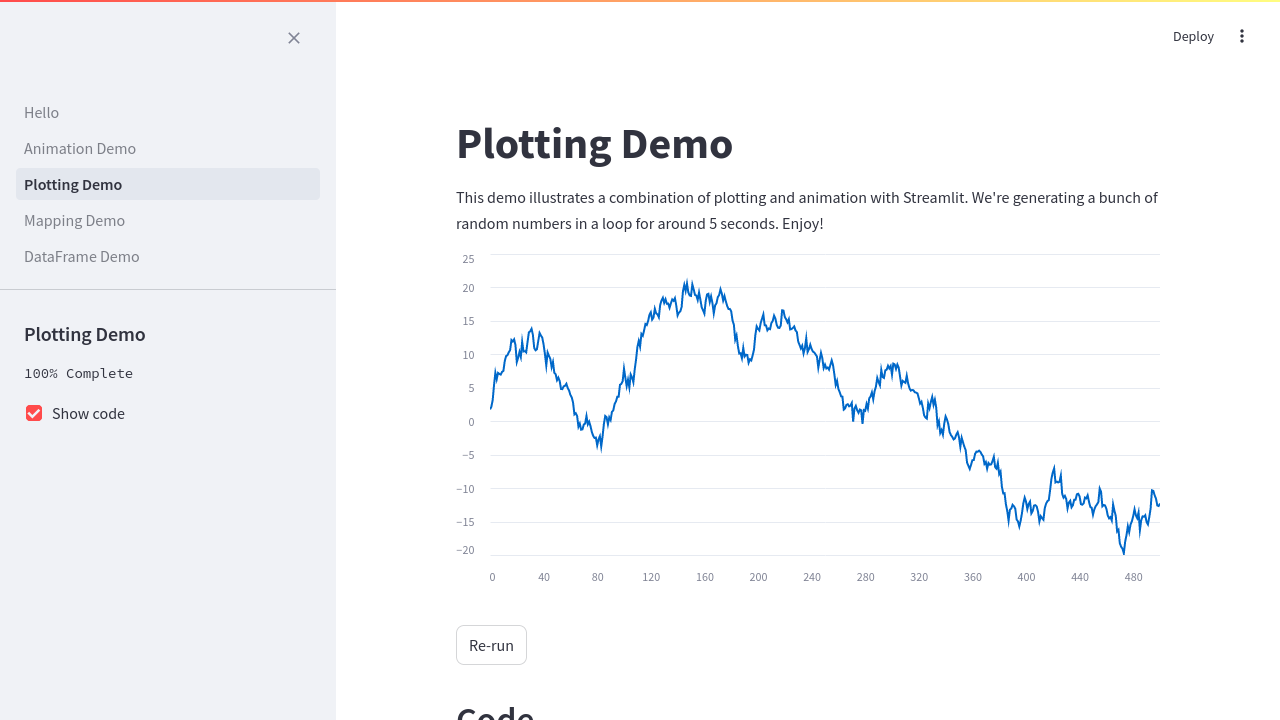 Deploy
Hello
Animation Demo
Plotting Demo
Mapping Demo
DataFrame Demo
Plotting Demo
100% Complete
Show code
Plotting Demo
This demo illustrates a combination of plotting and animation with Streamlit. We're generating a bunch of
random numbers in a loop for around 5 seconds. Enjoy!
25
20
15
10
5
0
−5
−10
−15
−20
0 40 80 120 160 200 240 280 320 360 400 440 480
Re-run
Code